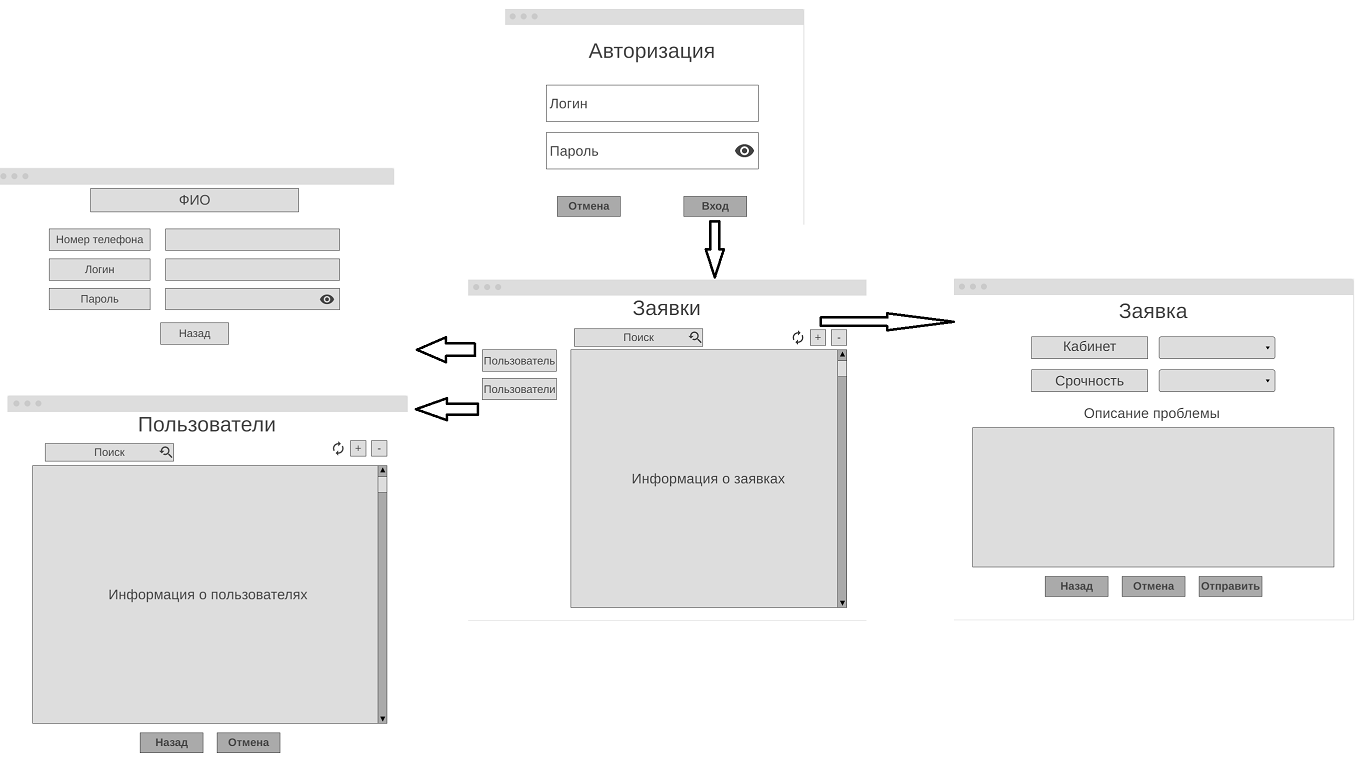 Авторизация
Логин
Пароль
Отмена
Вход
ФИО
Номер телефона
Логин
Пароль
Назад
Заявки
Поиск
+
-
Пользователь
Пользователи
Информация о заявках
Заявка
Кабинет
Срочность
Описание проблемы
Назад
Отмена
Отправить
Пользователи
Поиск
+
-
Информация о пользователях
Назад
Отмена